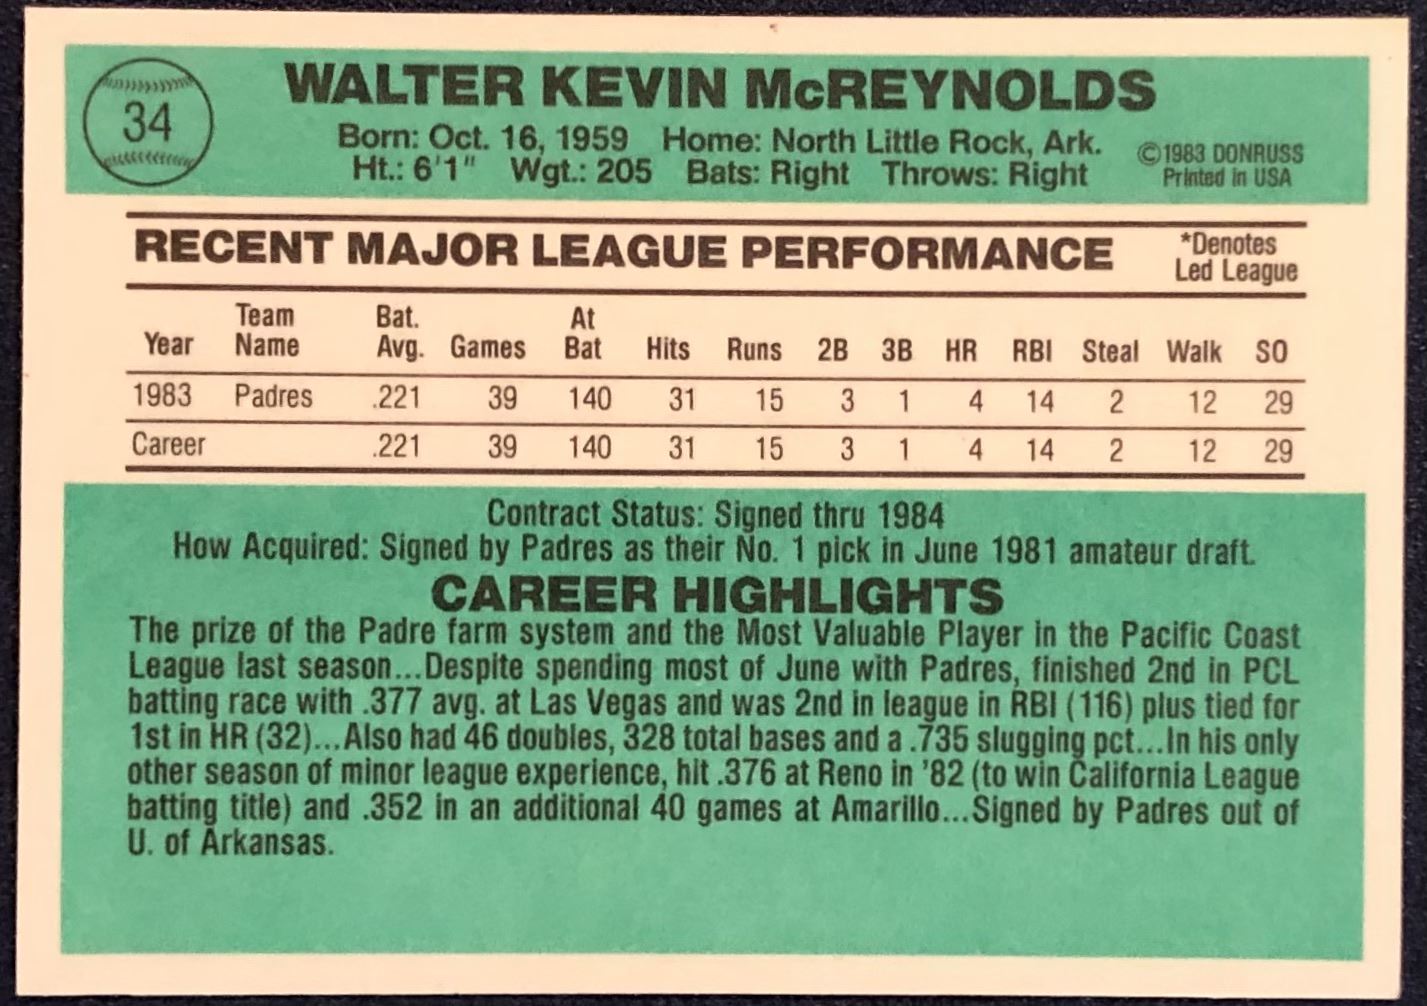 34
WALTER KEVIN McREYNOLDS
Born: Oct. 16, 1959 Home: North Little Rock, Ark.
Ht.: 6'1" Wgt.: 205 Bats: Right Throws: Right
©1983 DONRUSS
Printed in USA
RECENT MAJOR LEAGUE PERFORMANCE
*Denotes
Led League
Year Team Name Bat. Avg. Games At Bat Hits Runs 2B 3B HR RBI Steal Walk SO
1983 Padres .221 39 140 31 15 3 1 4 14 2 12 29
Career .221 39 140 31 15 3 1 4 14 2 12 29
Contract Status: Signed thru 1984
How Acquired: Signed by Padres as their No. 1 pick in June 1981 amateur draft.
CAREER HIGHLIGHTS
The prize of the Padre farm system and the Most Valuable Player in the Pacific Coast
League last season...Despite spending most of June with Padres, finished 2nd in PCL
batting race with .377 avg. at Las Vegas and was 2nd in league in RBI (116) plus tied for
1st in HR (32)...Also had 46 doubles, 328 total bases and a .735 slugging pct...In his only
other season of minor league experience, hit .376 at Reno in '82 (to win California League
batting title) and .352 in an additional 40 games at Amarillo...Signed by Padres out of
U. of Arkansas.